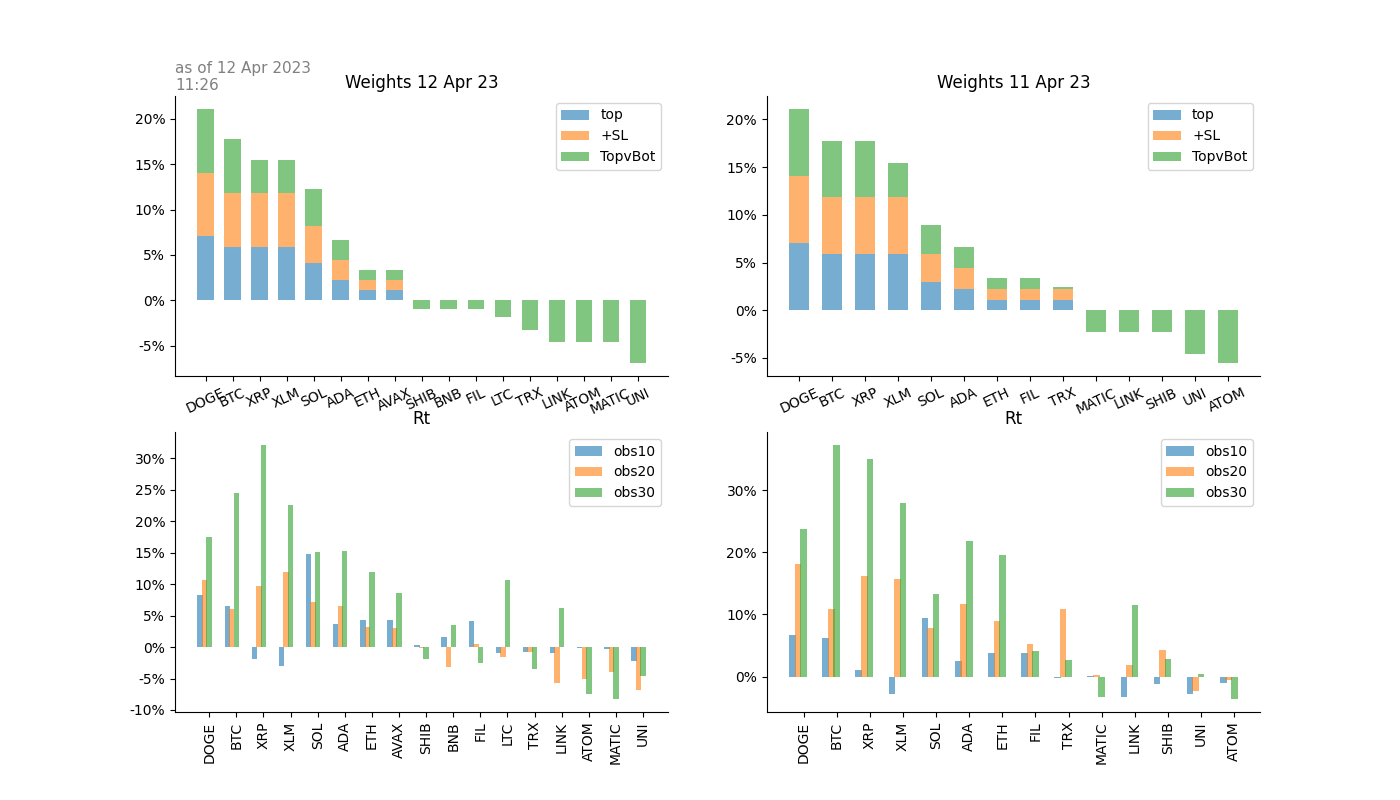 as of 12 Apr 2023
11:26
Weights 12 Apr 23
20%
15%
10%
5%
0%
-5%
top
+SL
TopvBot
DOGE BTC XRP XLM SOL ADA ETH AVAX SHIB BNB FIL LTC TRX LINK ATOM MATIC UNI
Weights 11 Apr 23
20%
15%
10%
5%
0%
-5%
top
+SL
TopvBot
DOGE BTC XRP XLM SOL ADA ETH FIL TRX MATIC LINK SHIB UNI ATOM
Rt
30%
25%
20%
15%
10%
5%
0%
-5%
-10%
obs10
obs20
obs30
DOGE BTC XRP XLM SOL ADA ETH AVAX SHIB BNB FIL LTC TRX LINK ATOM MATIC UNI
Rt
30%
20%
10%
0%
obs10
obs20
obs30
DOGE BTC XRP XLM SOL ADA ETH FIL TRX MATIC LINK SHIB UNI ATOM